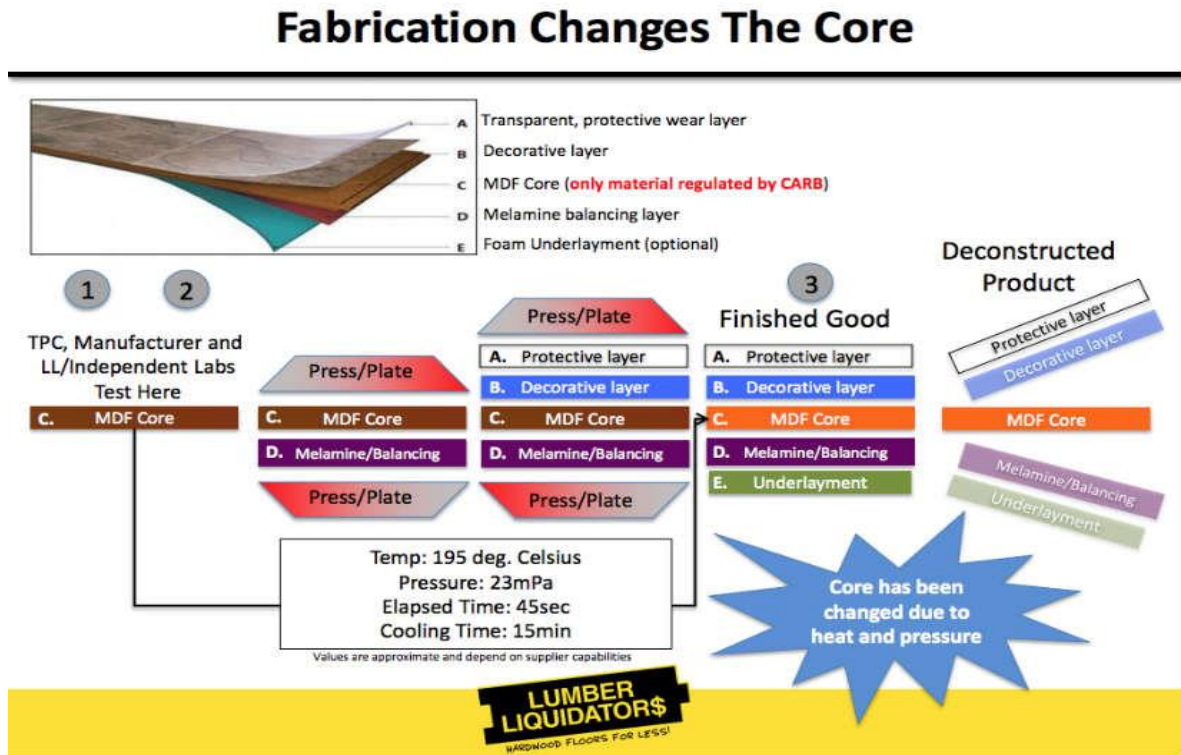 Fabrication Changes The Core
A Transparent, protective wear layer
B Decorative layer
C MDF Core (only material regulated by CARB)
D Melamine balancing layer
E Foam Underlayment (optional)
1
2
TPC, Manufacturer and
LL/Independent Labs
Test Here
C. MDF Core
Press/Plate
C. MDF Core
D. Melamine/Balancing
Press/Plate
Press/Plate
A. Protective layer
B. Decorative layer
C. MDF Core
D. Melamine/Balancing
Press/Plate
3
Finished Good
A. Protective layer
B. Decorative layer
C. MDF Core
D. Melamine/Balancing
E. Underlayment
Deconstructed
Product
Protective layer
Decorative layer
MDF Core
Melamine/Balancing
Underlayment
Temp: 195 deg. Celsius
Pressure: 23mPa
Elapsed Time: 45sec
Cooling Time: 15min
Values are approximate and depend on supplier capabilities
Core has been
changed due to
heat and pressure
LUMBER
LIQUIDATOR$
HARDWOOD FLOORS FOR LESS!